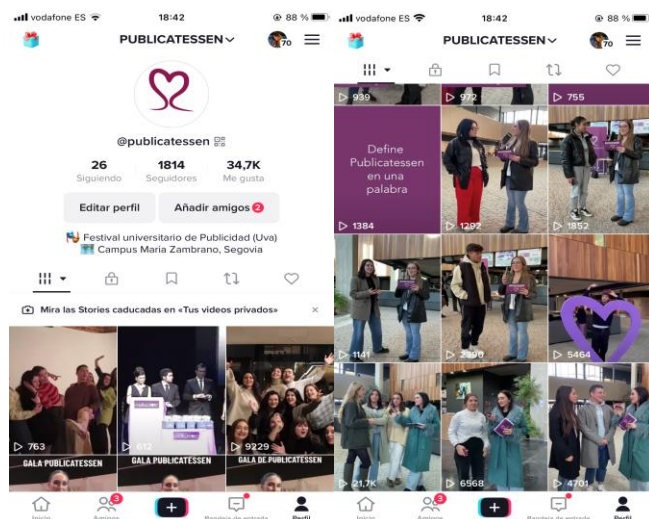 vodafone ES 18:42 88 %
PUBLICATESSEN 70
@publicatessen
26 1814 34,7K
Siguiendo Seguidores Me gusta
Editar perfil Añadir amigos 2
Festival universitario de Publicidad (Uva)
Campus Maria Zambrano, Segovia
Mira las Stories caducadas en «Tus videos privados» ×
763 612 9229
GALA PUBLICATESSEN GALA PUBLICATESSEN GALA DE PUBLICATESSEN
3
Inicio Amigos Bandeja de entrada Perfil
vodafone ES 18:42 88 %
PUBLICATESSEN 70
939 972 755
Define
Publicatessen
en una
palabra
1384 1292 1852
1141 2290 5464
21,7K 6568 4701
3
Inicio Amigos Bandeja de entrada Perfil